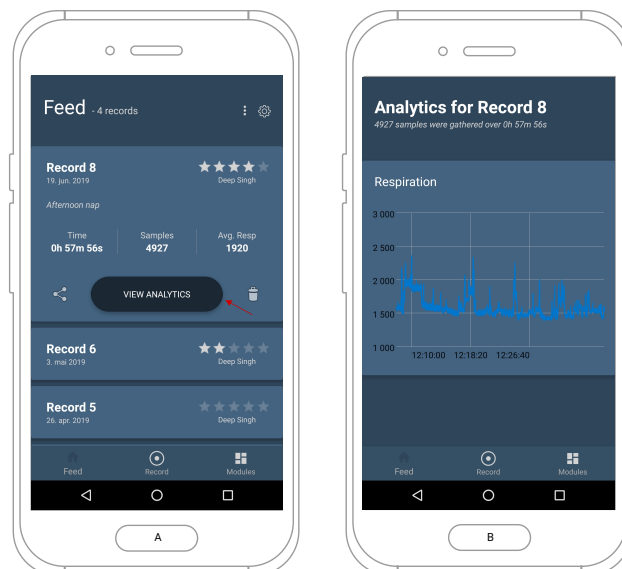 Feed - 4 records
Record 8
19. jun. 2019
Deep Singh
Afternoon nap
Time Samples Avg. Resp
0h 57m 56s 4927 1920
VIEW ANALYTICS
Record 6
3. mai 2019
Deep Singh
Record 5
26. apr. 2019
Deep Singh
Feed Record Modules
A
Analytics for Record 8
4927 samples were gathered over 0h 57m 56s
Respiration
3 000
2 500
2 000
1 500
1 000
12:10:00 12:18:20 12:26:40
Feed Record Modules
B